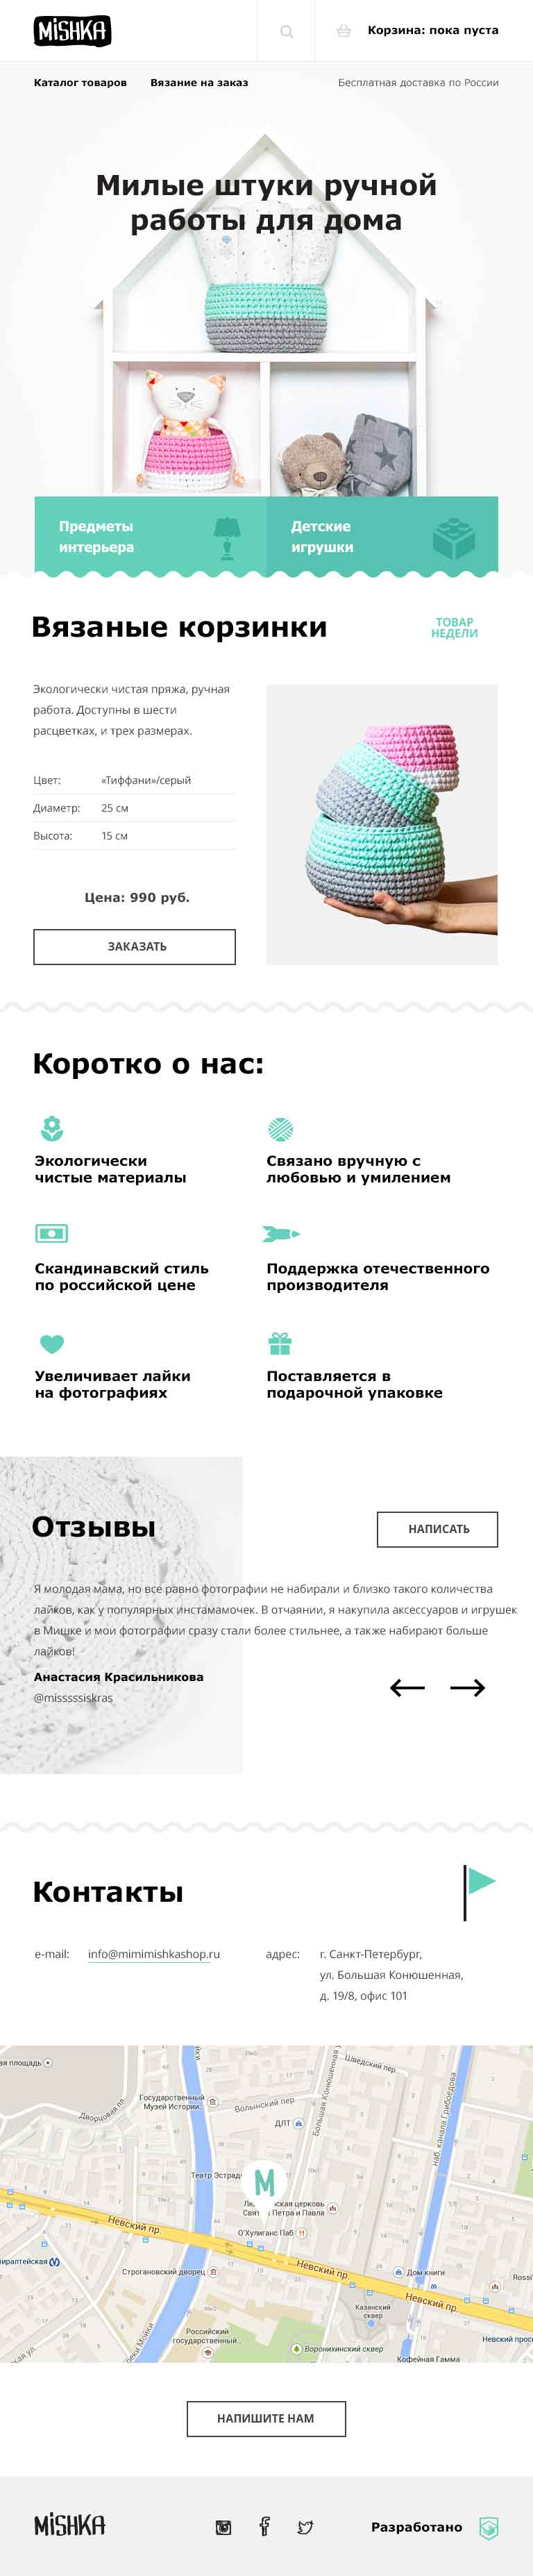 MiSHKA
Корзина: пока пуста
Каталог товаров
Вязание на заказ
Бесплатная доставка по России
Милые штуки ручной
работы для дома
Предметы
интерьера
Детские
игрушки
Вязаные корзинки
ТОВАР
НЕДЕЛИ
Экологически чистая пряжа, ручная
работа. Доступны в шести
расцветках, и трех размерах.
Цвет: «Тиффани»/серый
Диаметр: 25 см
Высота: 15 см
Цена: 990 руб.
ЗАКАЗАТЬ
Коротко о нас:
Экологически
чистые материалы
Связано вручную с
любовью и умилением
Скандинавский стиль
по российской цене
Поддержка отечественного
производителя
Увеличивает лайки
на фотографиях
Поставляется в
подарочной упаковке
Отзывы
НАПИСАТЬ
Я молодая мама, но все равно фотографии не набирали и близко такого количества
лайков, как у популярных инстамамочек. В отчаянии, я накупила аксессуаров и игрушек
в Мишке и мои фотографии сразу стали более стильнее, а также набирают больше
лайков!
Анастасия Красильникова
@misssssiskras
Контакты
e-mail: info@mimimishkashop.ru
адрес: г. Санкт-Петербург,
ул. Большая Конюшенная,
д. 19/8, офис 101
ая площадь
Шведский пер.
Дворцовая пл.
Государственный
Музей Истории..
Волынский пер
Большая Конюшенная
ДЛТ
наб. канала Грибоедова
Театр Эстрады
M
ская церковь
Петра и Павла
О'Хулиганс Паб
Невский пр.
иралтейская
Строгановский дворец
Невский пр.
Дом книги
Rossi'
Невский пр.
Казанский
сквер
Российский
государственный..
Невский просп
Воронихинский сквер
Кофейная Гамма
НАПИШИТЕ НАМ
MiSHKA
Разработано